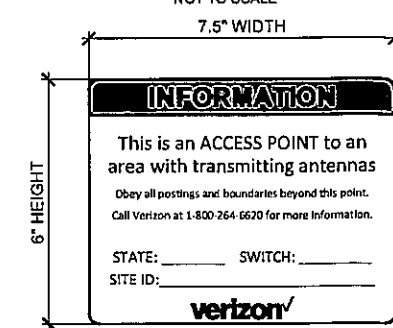 NOT TO SCALE
7.5" WIDTH
6" HEIGHT
INFORMATION
This is an ACCESS POINT to an
area with transmitting antennas
Obey all postings and boundaries beyond this point.
Call Verizon at 1-800-264-6620 for more information.
STATE: SWITCH:
SITE ID:
verizon✓